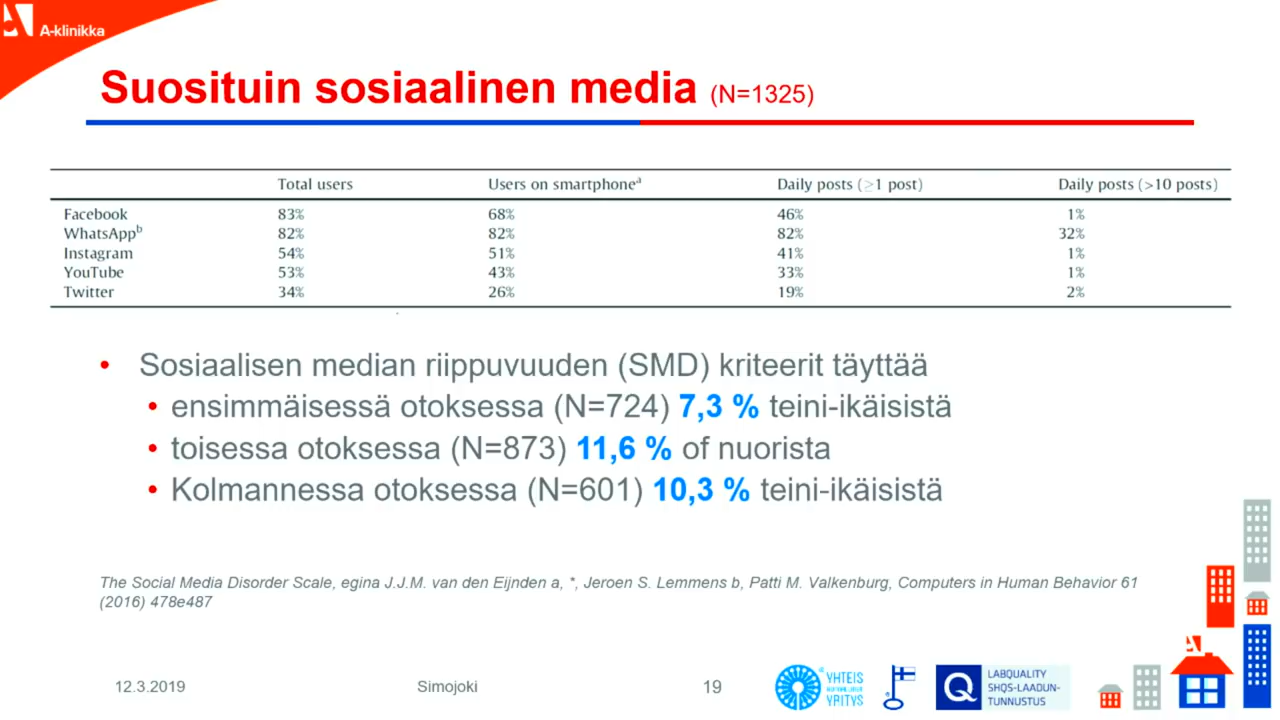 A-klinikka
Suosituin sosiaalinen media (N=1325)
Total users Users on smartphoneᵃ Daily posts (≥1 post) Daily posts (>10 posts)
Facebook 83% 68% 46% 1%
WhatsAppᵇ 82% 82% 82% 32%
Instagram 54% 51% 41% 1%
YouTube 53% 43% 33% 1%
Twitter 34% 26% 19% 2%
• Sosiaalisen median riippuvuuden (SMD) kriteerit täyttää
• ensimmäisessä otoksessa (N=724) 7,3 % teini-ikäisistä
• toisessa otoksessa (N=873) 11,6 % of nuorista
• Kolmannessa otoksessa (N=601) 10,3 % teini-ikäisistä
The Social Media Disorder Scale, egina J.J.M. van den Eijnden a, *, Jeroen S. Lemmens b, Patti M. Valkenburg, Computers in Human Behavior 61
(2016) 478e487
12.3.2019 Simojoki 19
YHTEIS
YRITYS
Q LABQUALITY
SHQS-LAADUN-
TUNNUSTUS